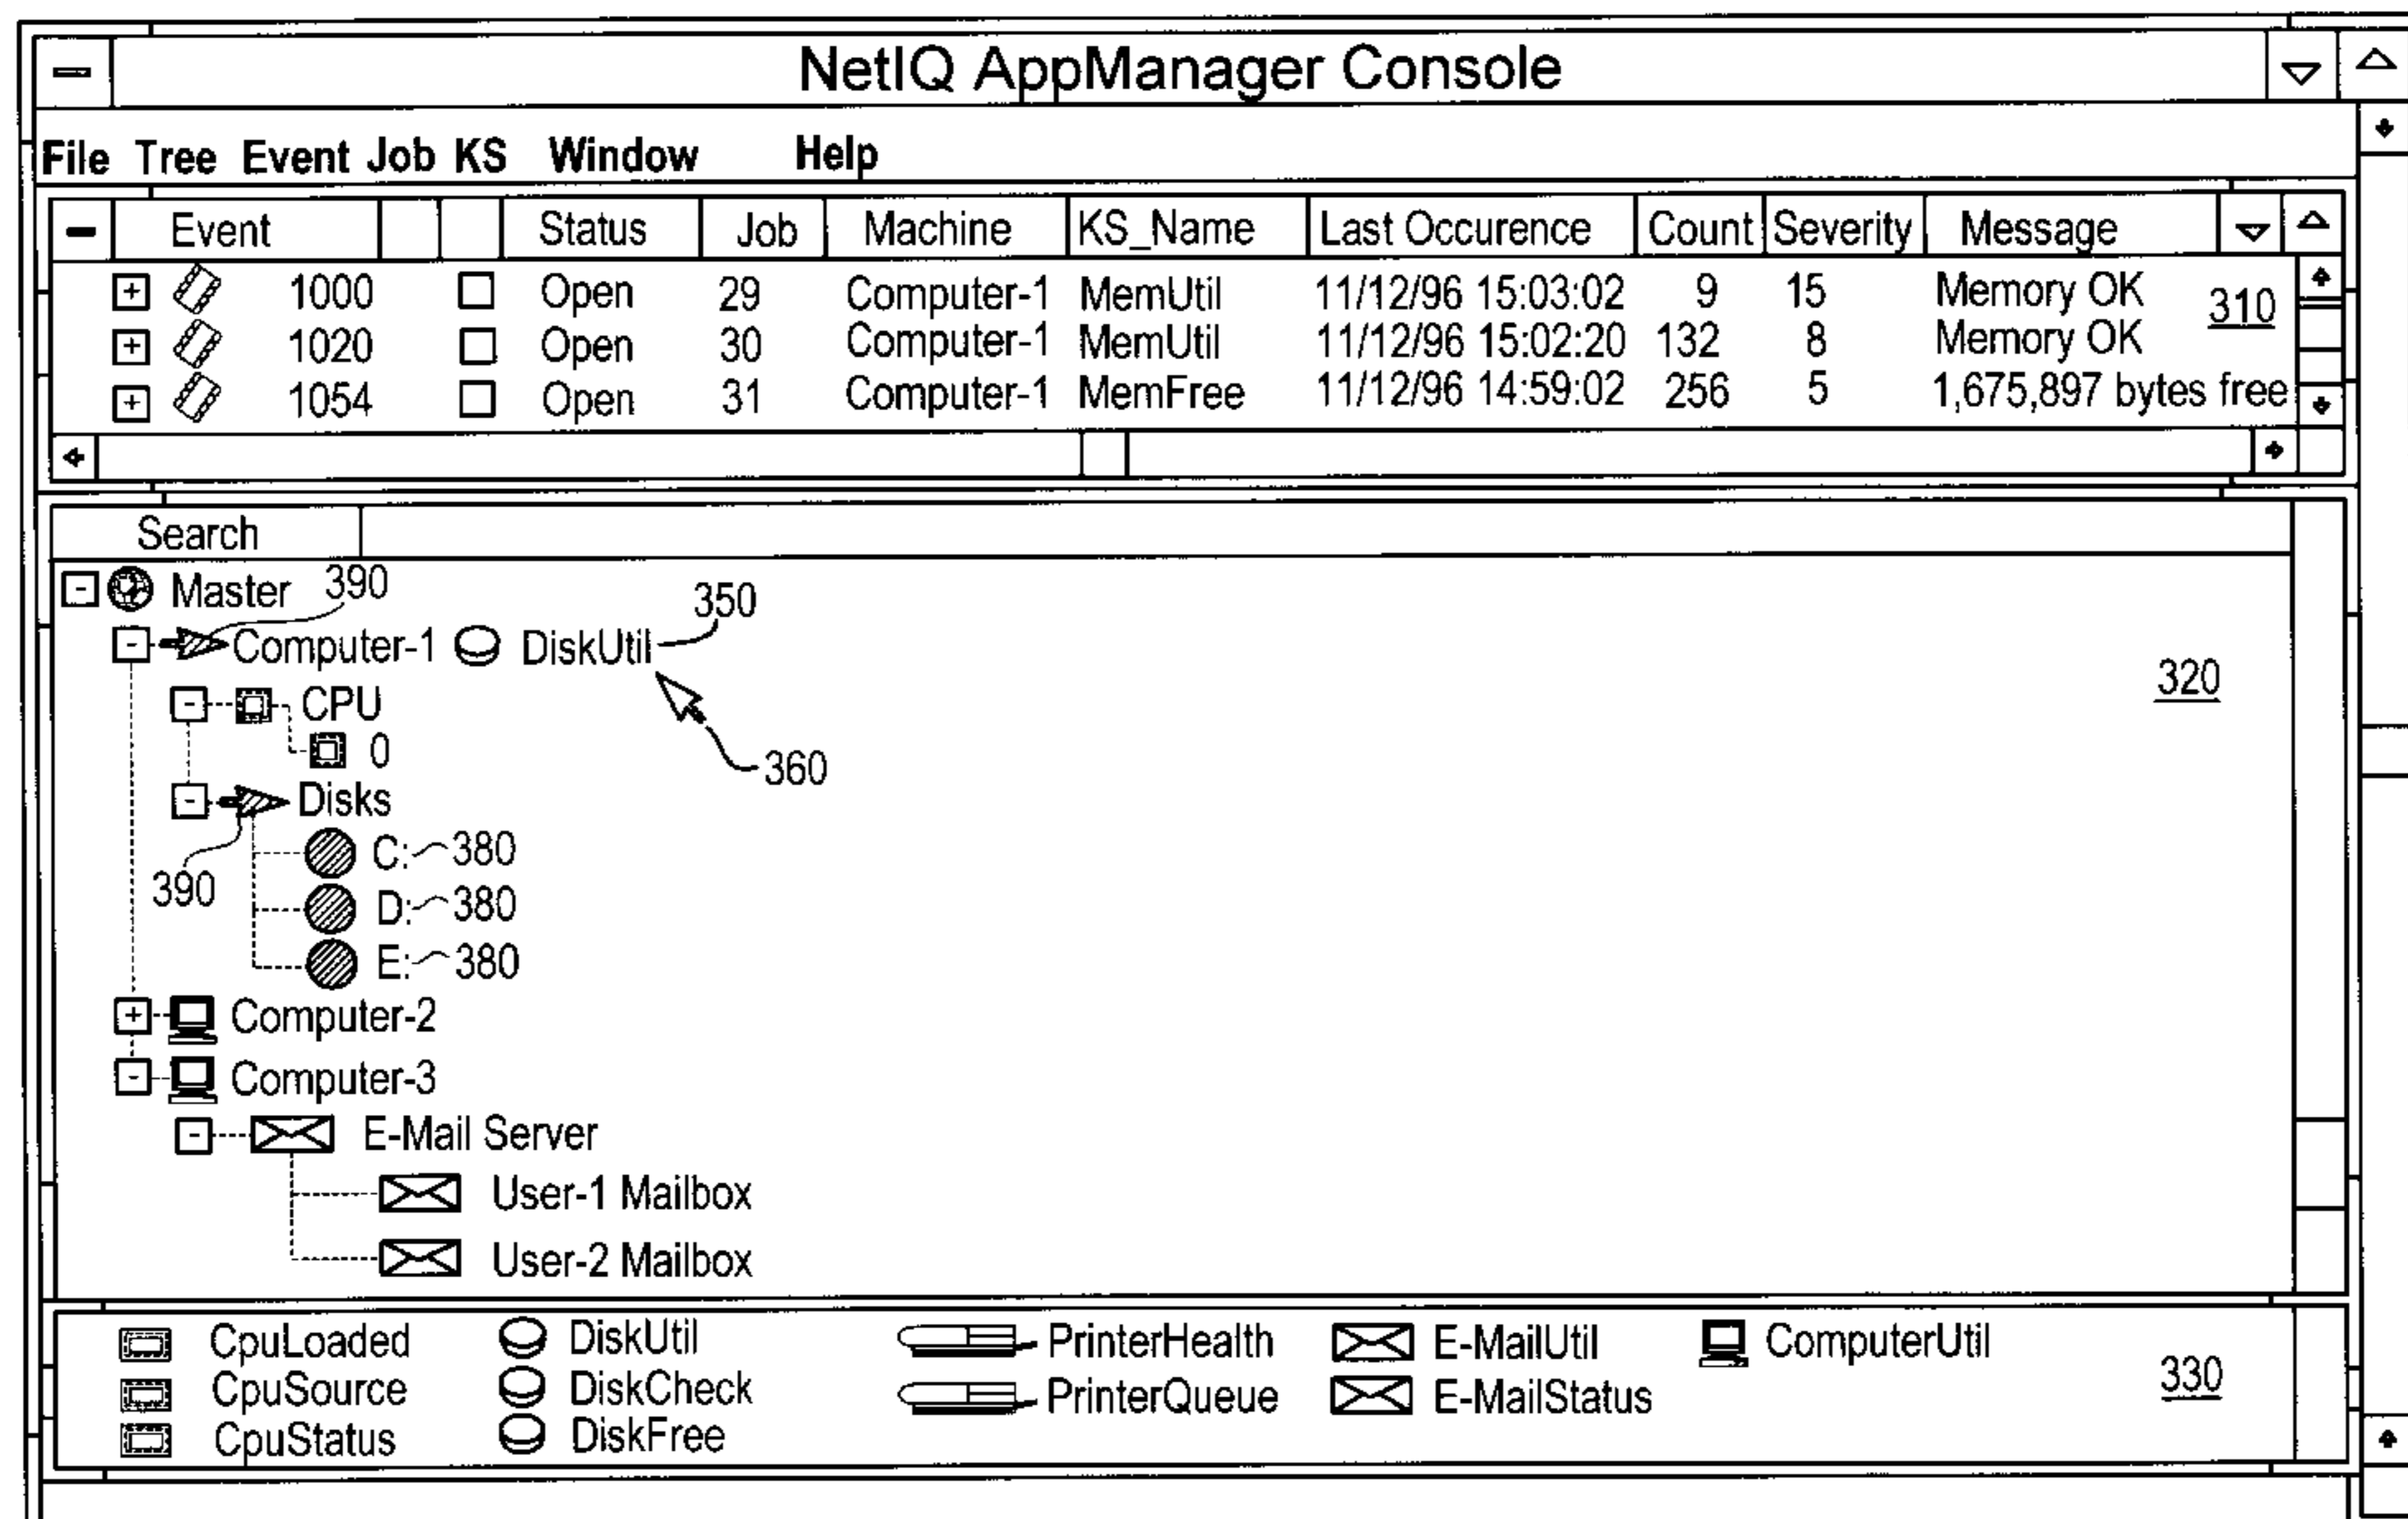 NetIQ AppManager Console
File Tree Event Job KS Window Help
Event Status Job Machine KS_Name Last Occurence Count Severity Message
1000 Open 29 Computer-1 MemUtil 11/12/96 15:03:02 9 15 Memory OK 310
1020 Open 30 Computer-1 MemUtil 11/12/96 15:02:20 132 8 Memory OK
1054 Open 31 Computer-1 MemFree 11/12/96 14:59:02 256 5 1,675,897 bytes free
Search
Master 390 350
Computer-1 DiskUtil
320
CPU
0
360
Disks
C: 380
390
D: 380
E: 380
Computer-2
Computer-3
E-Mail Server
User-1 Mailbox
User-2 Mailbox
CpuLoaded DiskUtil PrinterHealth E-MailUtil ComputerUtil
CpuSource DiskCheck PrinterQueue E-MailStatus 330
CpuStatus DiskFree